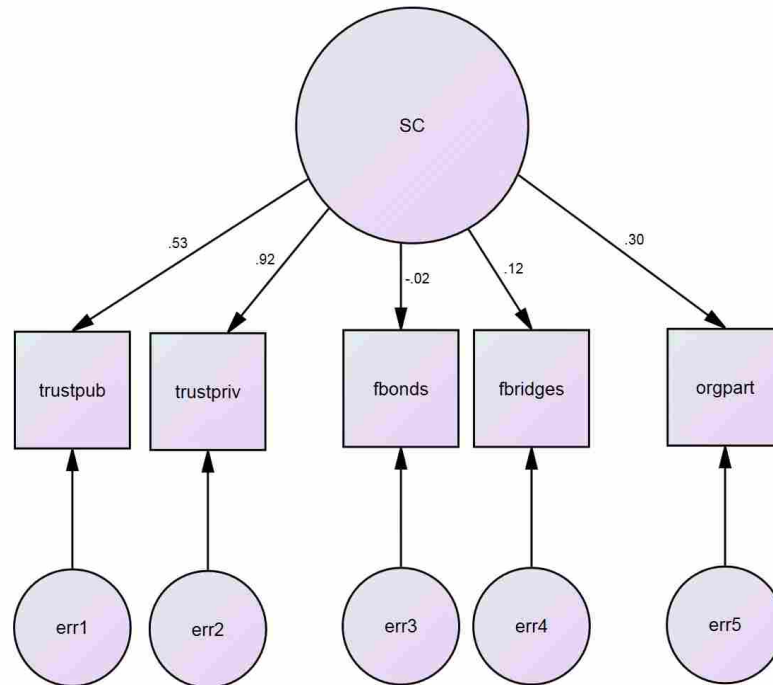 SC
.53
.92
-.02
.12
.30
trustpub
trustpriv
fbonds
fbridges
orgpart
err1
err2
err3
err4
err5